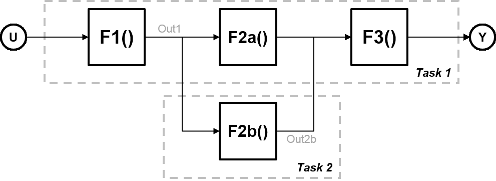 U
F1()
Out1
F2a()
F3()
Y
Task 1
F2b()
Out2b
Task 2